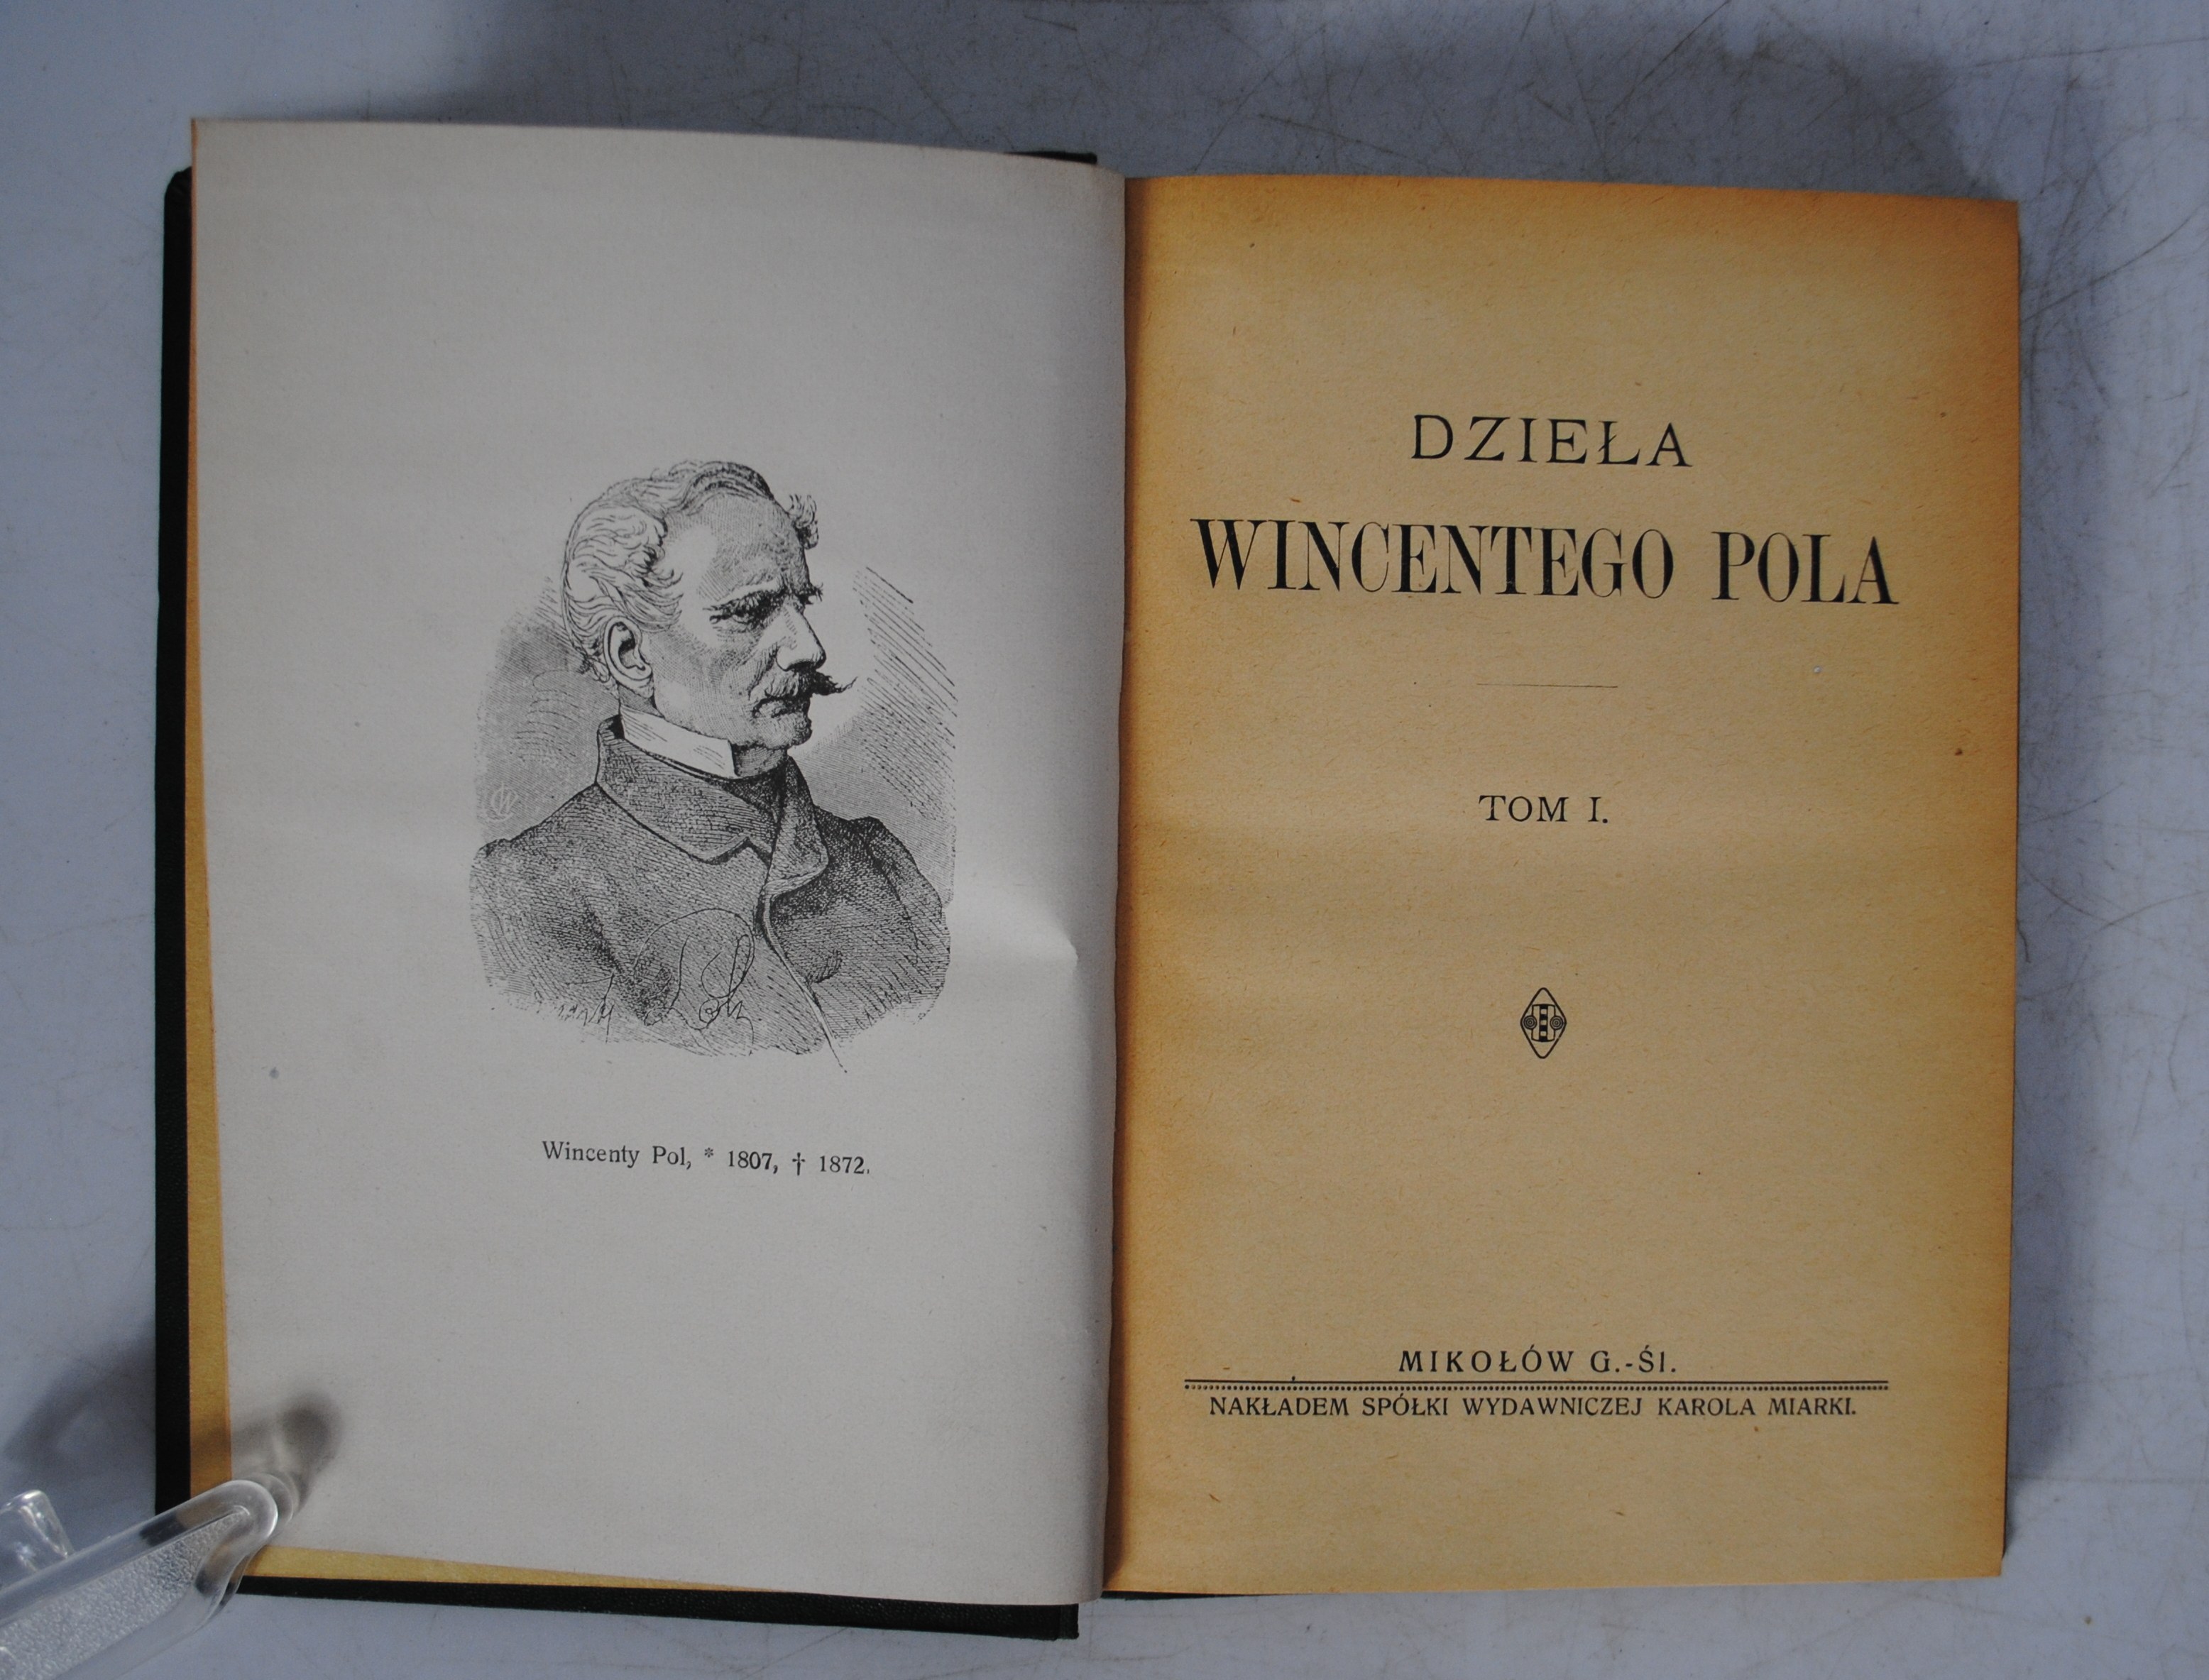 Wincenty Pol, * 1807, † 1872.
DZIEŁA
WINCENTEGO POLA
TOM I.
MIKOŁÓW G.-Śl.
NAKŁADEM SPÓŁKI WYDAWNICZEJ KAROLA MIARKI.